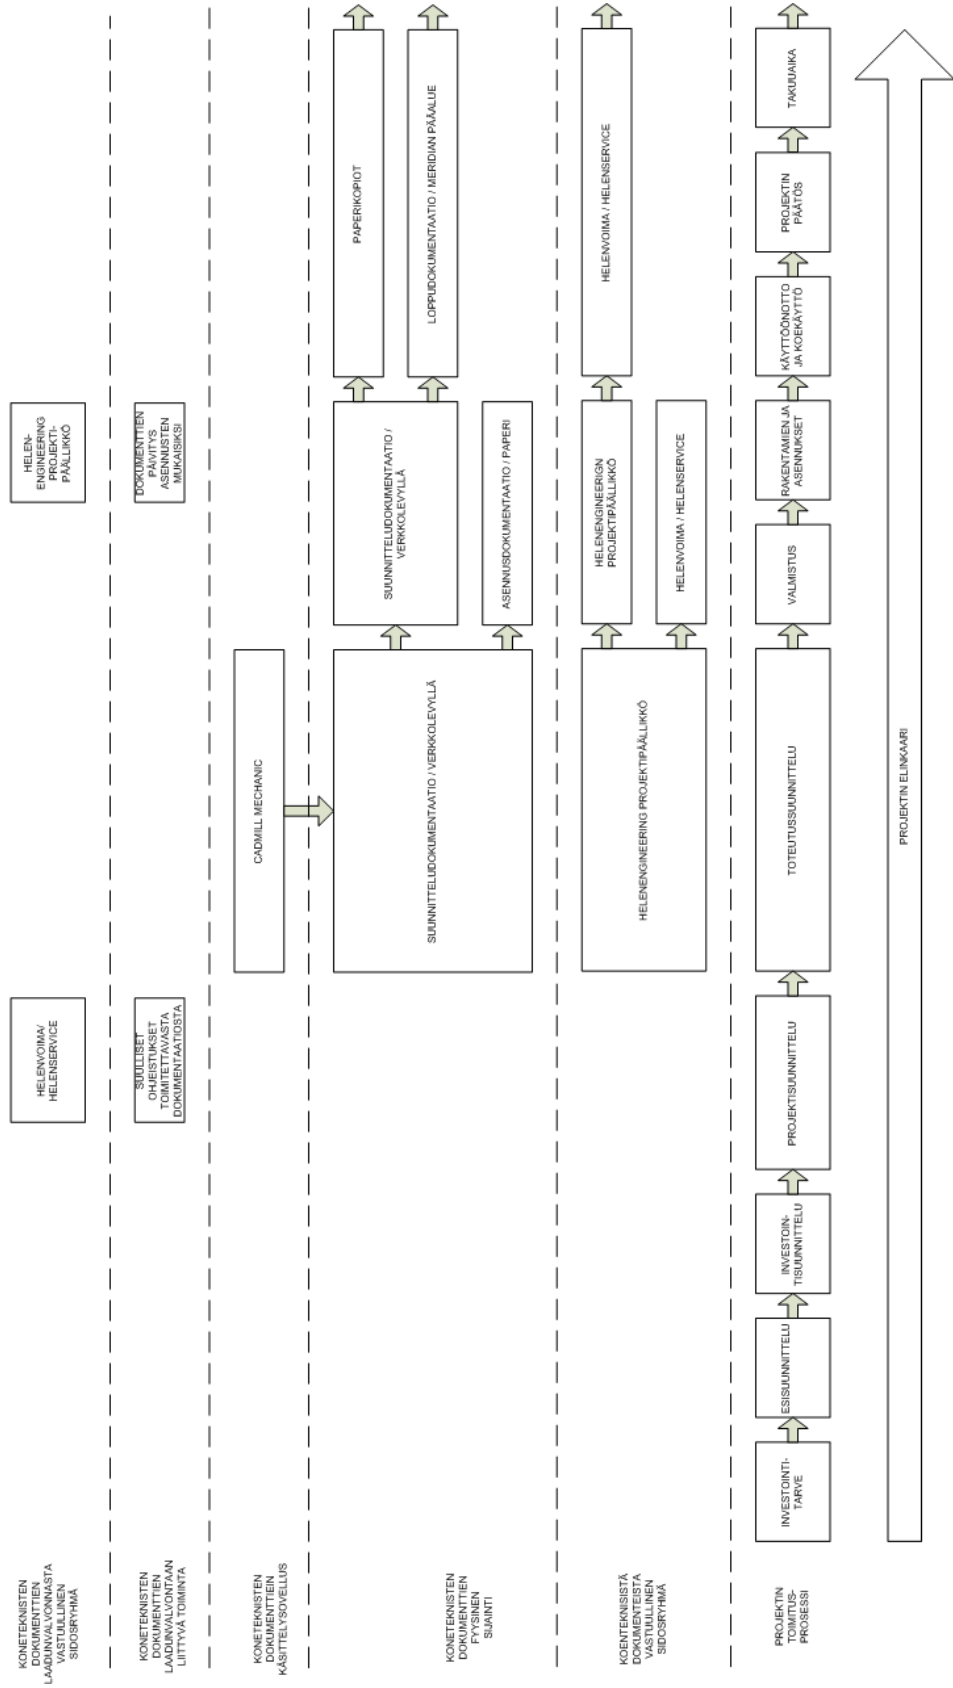 KONETEKNISTEN
DOKUMENTTIEN
LAADUNVALVONNASTA
VASTUULLINEN
SIDOSRYHMÄ
HELENVOIMA/
HELENSERVICE
HELEN-
ENGINEERING
PROJEKTI-
PÄÄLLIKKÖ
KONETEKNISTEN
DOKUMENTTIEN
LAADUNVALVONTAAN
LIITTYVÄ TOIMINTA
SUULLISET
OHJEISTUKSET
TOIMITETTAVASTA
DOKUMENTAATIOSTA
DOKUMENTTIEN
PÄIVITYS
ASENNUSTEN
MUKAISIKSI
KONETEKNISTEN
DOKUMENTTIEIN
KÄSITTELYSOVELLUS
CADMILL MECHANIC
KONETEKNISTEN
DOKUMENTTIEN
FYYSINEN
SIJAINTI
SUUNNITTELUDOKUMENTAATIO / VERKKOLEVYLLÄ
SUUNNITTELUDOKUMENTAATIO /
VERKKOLEVYLLÄ
ASENNUSDOKUMENTAATIO / PAPERI
PAPERIKOPIOT
LOPPUDOKUMENTAATIO / MERIDIAN PÄÄALUE
KOENTEKNISISTÄ
DOKUMENTEISTA
VASTUULLINEN
SIDOSRYHMÄ
HELENENGINEERING PROJEKTIPÄÄLLIKKÖ
HELENENGINEERIGN
PROJEKTIPÄÄLLIKKÖ
HELENVOIMA / HELENSERVICE
HELENVOIMA / HELENSERVICE
PROJEKTIN
TOIMITUS-
PROSESSI
INVESTOINTI-
TARVE
ESISUUNNITTELU
INVESTOIN-
TISUUNNITTELU
PROJEKTISUUNNITTELU
TOTEUTUSSUUNNITTELU
VALMISTUS
RAKENTAMIEN JA
ASENNUKSET
KÄYTTÖÖNOTTO
JA KOEKÄYTTÖ
PROJEKTIN
PÄÄTÖS
TAKUUAIKA
PROJEKTIN ELINKAARI